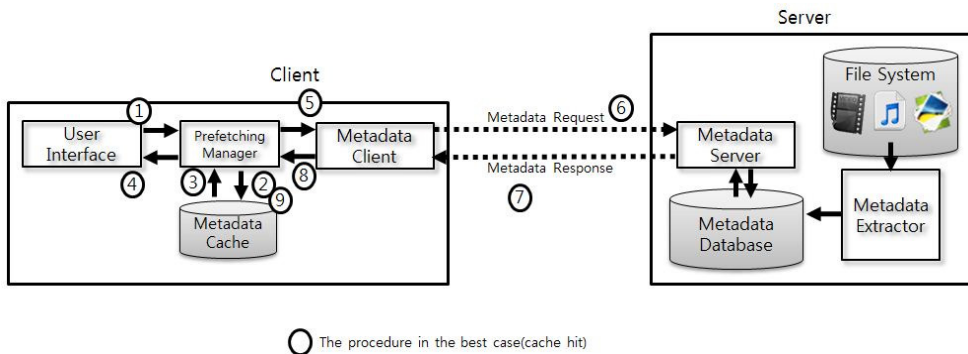 Server
Client
File System
1
5
6
User
Interface
Prefetching
Manager
Metadata
Client
Metadata Request
Metadata
Server
4
3
2
8
9
Metadata Response
7
Metadata
Cache
Metadata
Database
Metadata
Extractor
The procedure in the best case(cache hit)